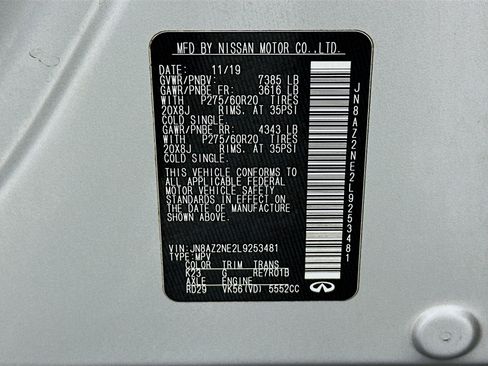 MFD BY NISSAN MOTOR CO.,LTD.
DATE: 11/19
GVWR/PNBV: 7385 LB
GAWR/PNBE FR: 3616 LB
WITH P275/60R20 TIRES
20X8J RIMS. AT 35PSI
COLD SINGLE.
GAWR/PNBE RR: 4343 LB
WITH P275/60R20 TIRES
20X8J RIMS. AT 35PSI
COLD SINGLE.
THIS VEHICLE CONFORMS TO
ALL APPLICABLE FEDERAL
MOTOR VEHICLE SAFETY
STANDARDS IN EFFECT ON
THE DATE OF MANUFACTURE
SHOWN ABOVE.
VIN:JN8AZ2NE2L9253481
TYPE:MPV
COLOR TRIM TRANS
K23 G RE7R01B
AXLE ENGINE
RD29 VK56(VD) 5552CC
JN8AZ2NE2L9253481
INFINITI